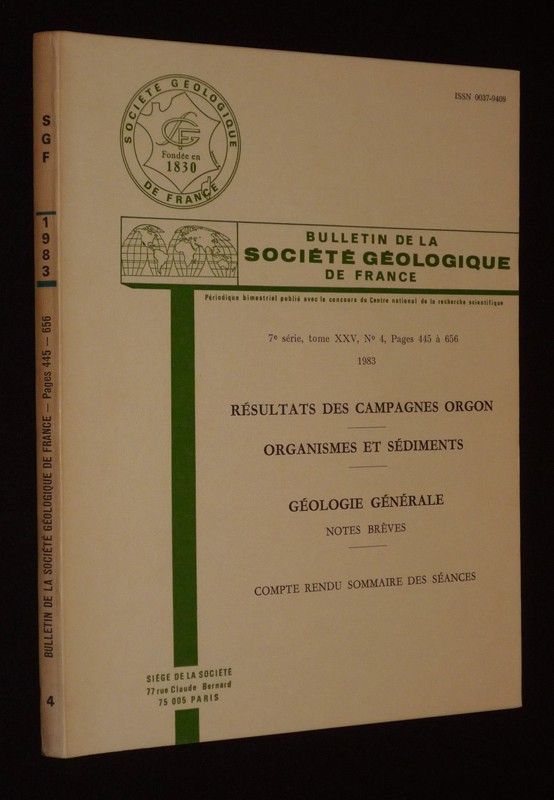 SGF
1983
BULLETIN DE LA SOCIÉTÉ GÉOLOGIQUE DE FRANCE – Pages 445 – 656
4
ISSN 0037-9409
SOCIÉTÉ GÉOLOGIQUE
DE FRANCE
SGF
Fondée en
1830
BULLETIN DE LA
SOCIÉTÉ GÉOLOGIQUE
DE FRANCE
Périodique bimestriel publié avec le concours du Centre national de la recherche scientifique
7e série, tome XXV, No 4, Pages 445 à 656
1983
RÉSULTATS DES CAMPAGNES ORGON
ORGANISMES ET SÉDIMENTS
GÉOLOGIE GÉNÉRALE
NOTES BRÈVES
COMPTE RENDU SOMMAIRE DES SÉANCES
SIÈGE DE LA SOCIÉTÉ
77 rue Claude Bernard
75 005 PARIS